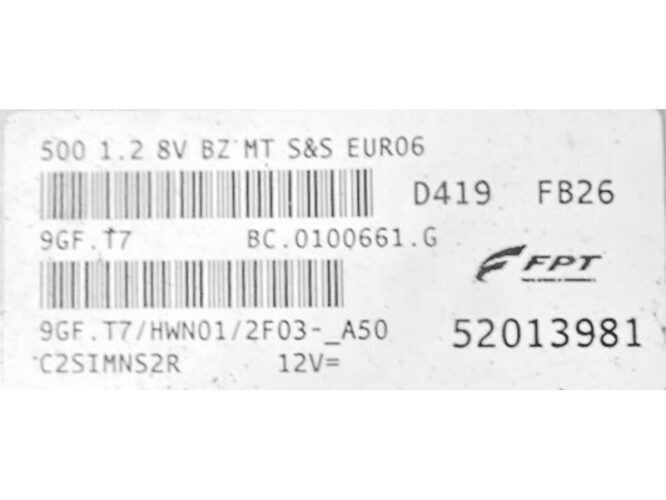 500 1.2 8V BZ MT S&S EURO6
D419 FB26
9GF.T7 BC.0100661.G
FPT
9GF.T7/HWN01/2F03-_A50
52013981
C2SIMNS2R 12V=